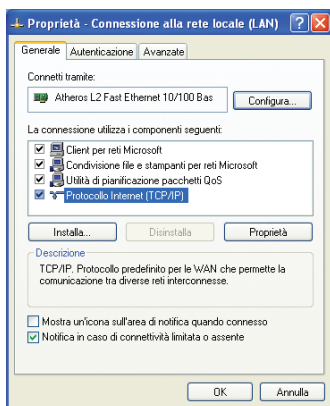 Proprietà - Connessione alla rete locale (LAN)
Generale Autenticazione Avanzate
Connetti tramite:
Atheros L2 Fast Ethernet 10/100 Bas
Configura...
La connessione utilizza i componenti seguenti:
Client per reti Microsoft
Condivisione file e stampanti per reti Microsoft
Utilità di pianificazione pacchetti QoS
Protocollo Internet (TCP/IP)
Installa... Disinstalla Proprietà
Descrizione
TCP/IP. Protocollo predefinito per le WAN che permette la
comunicazione tra diverse reti interconnesse.
Mostra un'icona sull'area di notifica quando connesso
Notifica in caso di connettività limitata o assente
OK Annulla